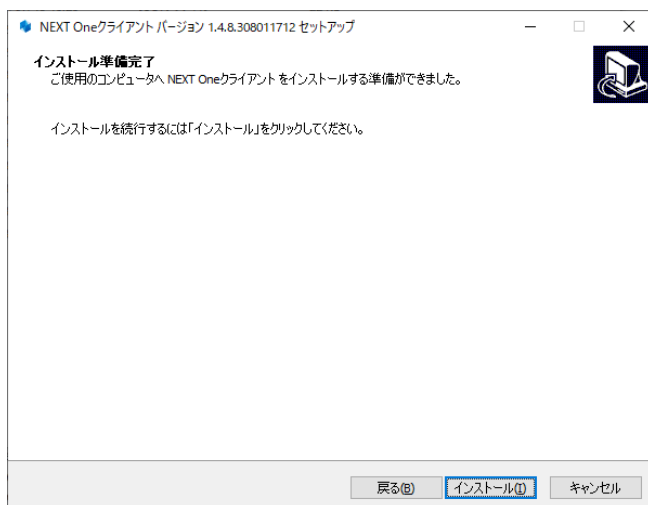 NEXT Oneクライアント バージョン 1.4.8.308011712 セットアップ
インストール準備完了
ご使用のコンピュータへ NEXT Oneクライアント をインストールする準備ができました。
インストールを続行するには「インストール」をクリックしてください。
戻る(B) インストール(I) キャンセル